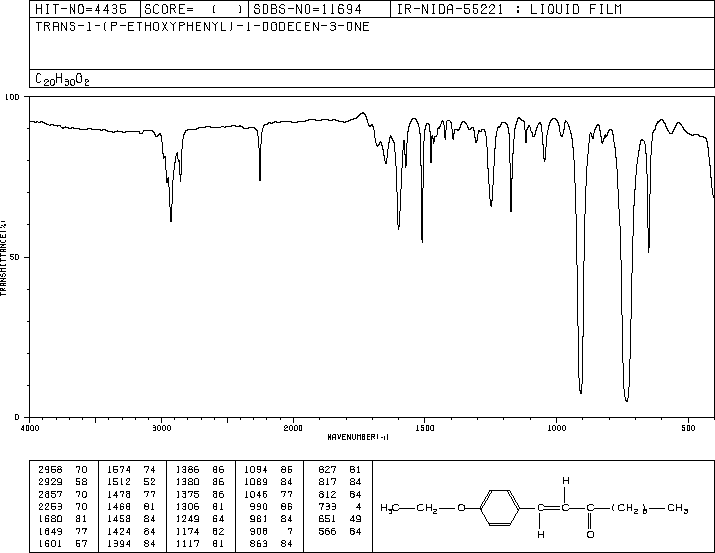 HIT-NO=4435 SCORE= ( ) SDBS-NO=11694 IR-NIDA-55221 : LIQUID FILM
TRANS-1-(P-ETHOXYPHENYL)-1-DODECEN-3-ONE
C20H30O2
100
50
0
TRANSMITTANCE(%)
4000 3000 2000 1500 1000 500
WAVENUMBER(-1)
2958 70 1574 74 1386 86 1094 86 827 81
2929 58 1512 52 1380 86 1089 84 817 84
2857 70 1478 77 1375 86 1046 77 812 84
2253 70 1468 81 1306 81 990 86 733 4
1680 81 1458 84 1249 64 981 84 651 49
1649 77 1424 84 1174 62 908 7 566 84
1601 57 1394 84 1117 81 863 84
H
H3C CH2 O C C C (CH2)8 CH3
H O